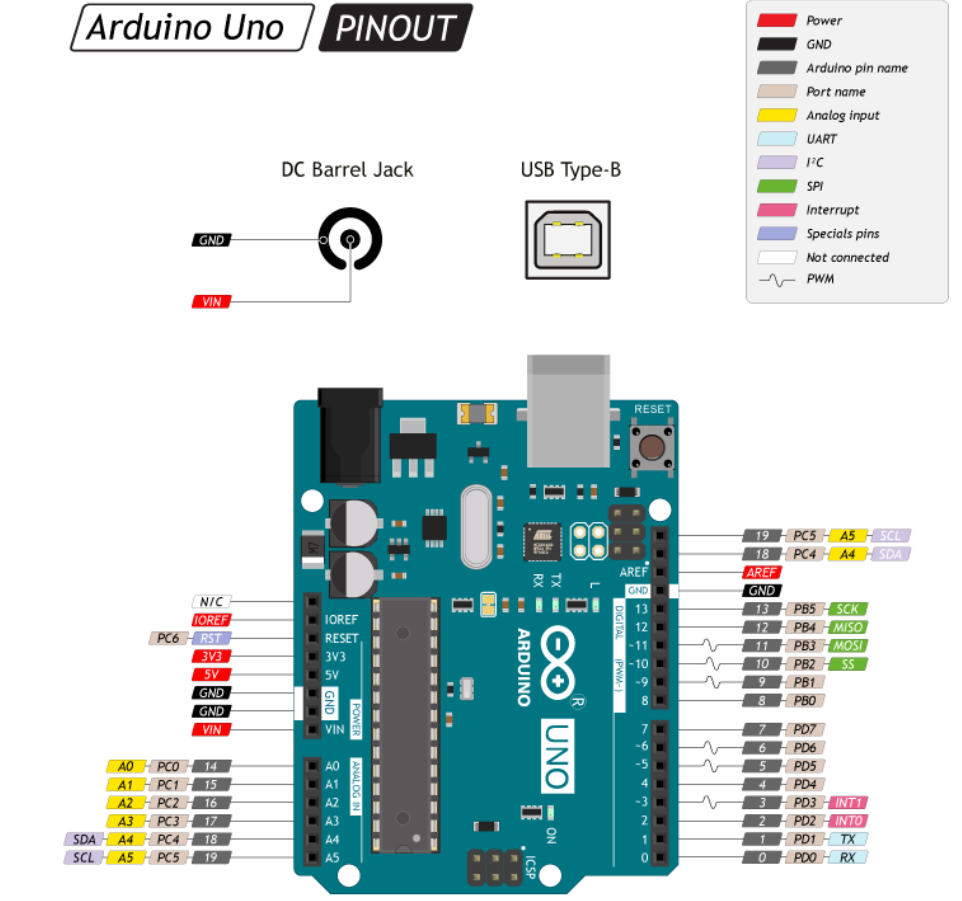 Arduino Uno PINOUT
Power
GND
Arduino pin name
Port name
Analog input
UART
I²C
SPI
Interrupt
Specials pins
Not connected
PWM
DC Barrel Jack
USB Type-B
GND
VIN
RESET
19 PC5 A5 SCL
18 PC4 A4 SDA
AREF AREF
GND GND
13 13 PB5 SCK
12 12 PB4 MISO
~11 11 PB3 MOSI
~10 10 PB2 SS
~9 9 PB1
8 8 PB0
7 7 PD7
~6 6 PD6
~5 5 PD5
4 4 PD4
~3 3 PD3 INT1
2 2 PD2 INT0
1 1 PD1 TX
0 0 PD0 RX
DIGITAL (PWM~)
RX TX L
ARDUINO
®
UNO
ON
ICSP
N/C
IOREF IOREF
PC6 RST RESET
3V3 3V3
5V 5V
GND
GND
GND
VIN VIN
POWER
A0 PC0 14 A0
A1 PC1 15 A1
A2 PC2 16 A2
A3 PC3 17 A3
SDA A4 PC4 18 A4
SCL A5 PC5 19 A5
ANALOG IN